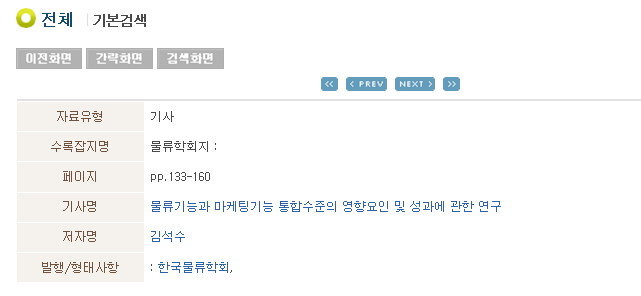 전체 기본검색
이전화면 간략화면 검색화면
<< < PREV NEXT > >>
자료유형 기사
수록잡지명 물류학회지 :
페이지 pp.133-160
기사명 물류기능과 마케팅기능 통합수준의 영향요인 및 성과에 관한 연구
저자명 김석수
발행/형태사항 : 한국물류학회,